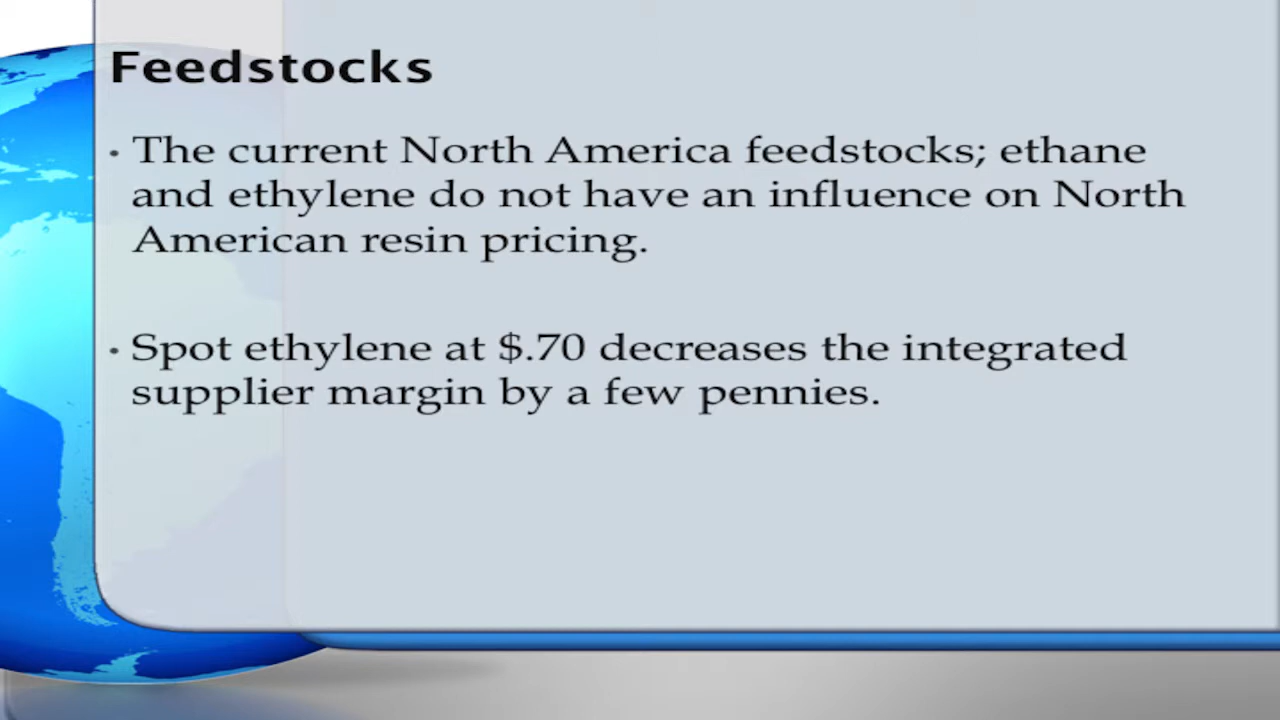 Feedstocks
• The current North America feedstocks; ethane
and ethylene do not have an influence on North
American resin pricing.
• Spot ethylene at $.70 decreases the integrated
supplier margin by a few pennies.